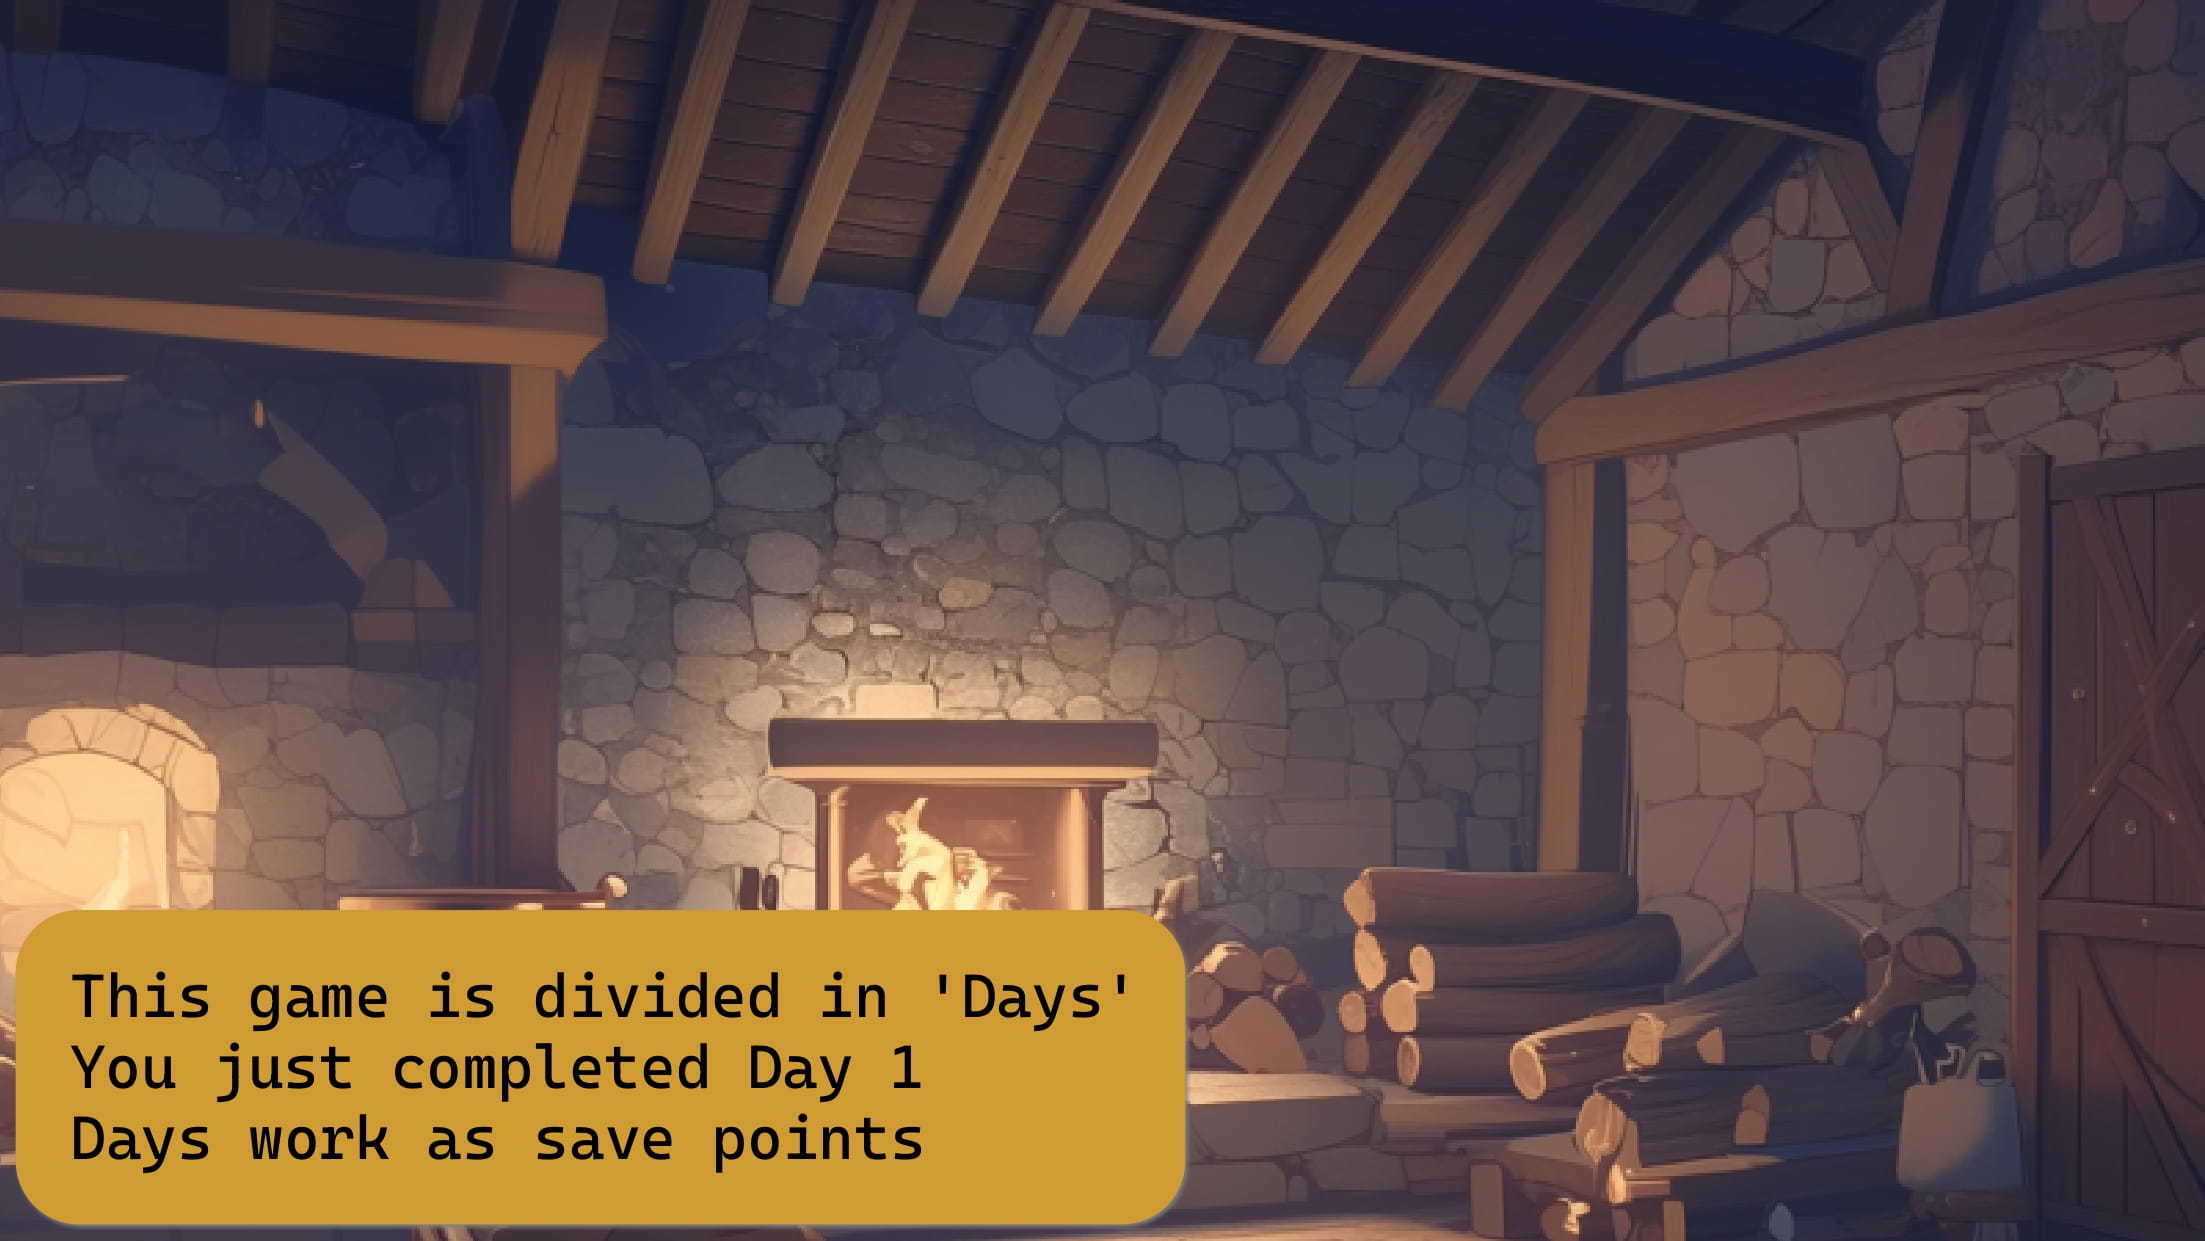 This game is divided in 'Days'
You just completed Day 1
Days work as save points